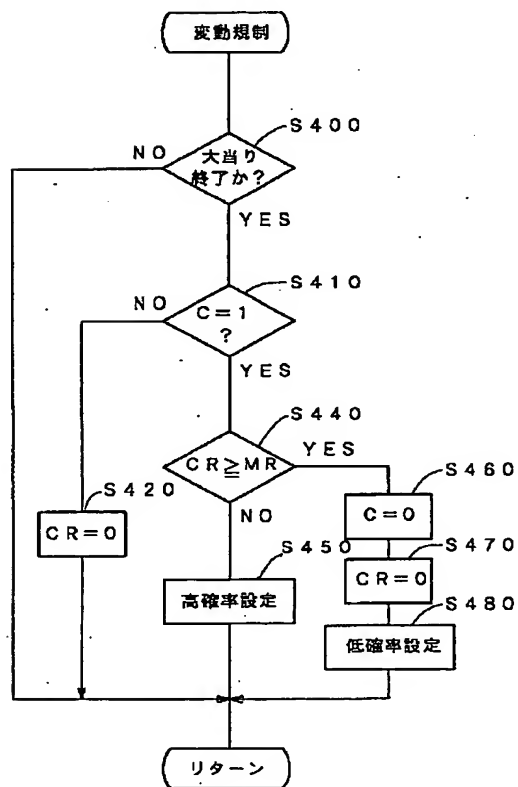 変動規制
S400
NO
大当り
終了か?
YES
S410
NO
C=1
?
YES
S440
CR≧MR
YES
S460
S420
NO
C=0
CR=0
S450
S470
高確率設定
CR=0
S480
低確率設定
リターン